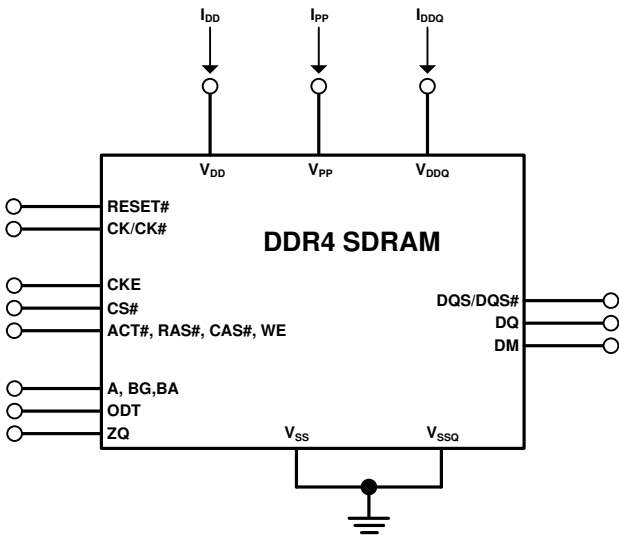 IDD IPP IDDQ
VDD VPP VDDQ
RESET#
CK/CK#
DDR4 SDRAM
CKE
CS#
ACT#, RAS#, CAS#, WE
DQS/DQS#
DQ
DM
A, BG,BA
ODT
ZQ
VSS VSSQ